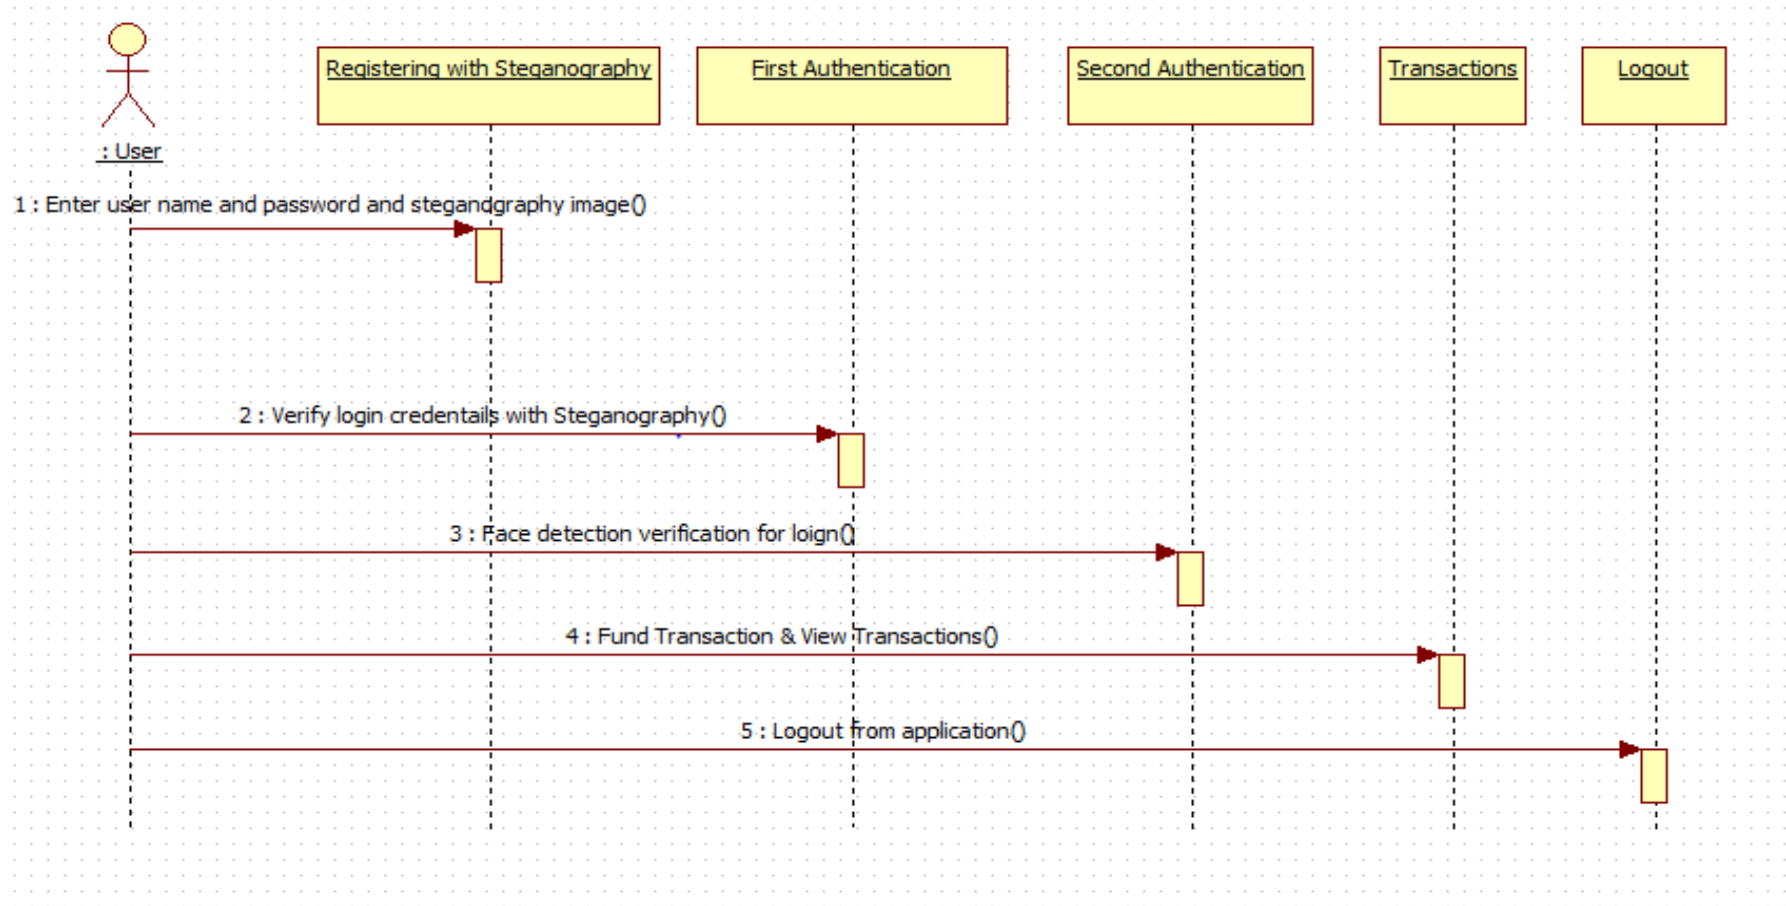 Registering with Steganography
First Authentication
Second Authentication
Transactions
Logout
: User
1 : Enter user name and password and steganography image()
2 : Verify login credentails with Steganography()
3 : Face detection verification for loign()
4 : Fund Transaction & View Transactions()
5 : Logout from application()